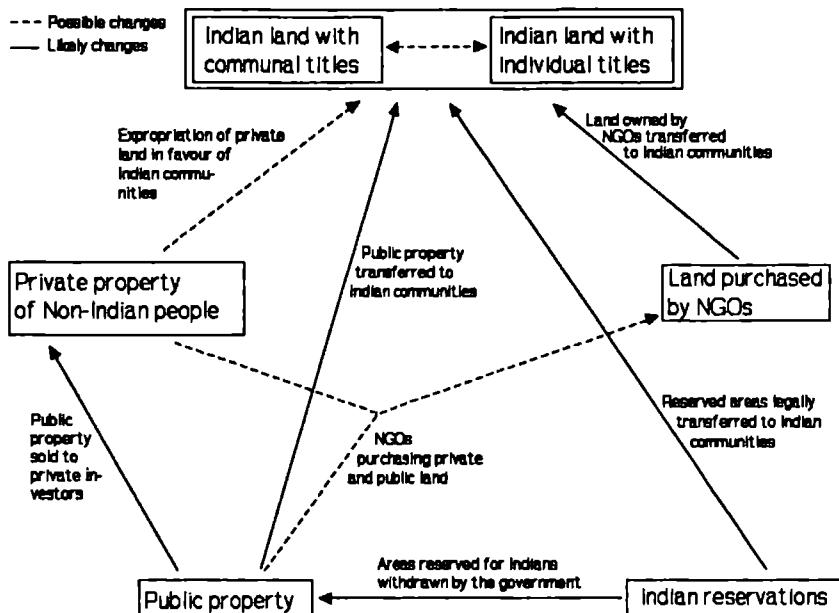 Possible changes
Likely changes
Indian land with
communal titles
Indian land with
individual titles
Expropriation of private
land in favour of
Indian commu-
nities
Land owned by
NGOs transferred
to Indian communities
Public property
transferred to
Indian communities
Private property
of Non-Indian people
Land purchased
by NGOs
Public
property
sold to
private in-
vestors
NGOs
purchasing private
and public land
Reserved areas legally
transferred to Indian
communities
Areas reserved for Indians
withdrawn by the government
Public property
Indian reservations